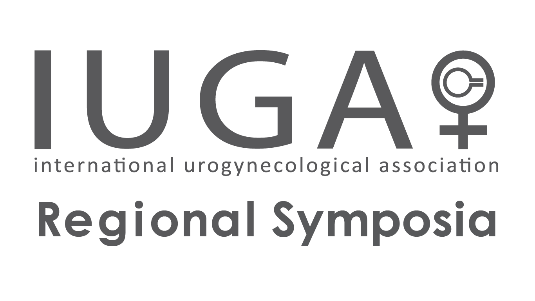 IUGA
international urogynecological association
Regional Symposia